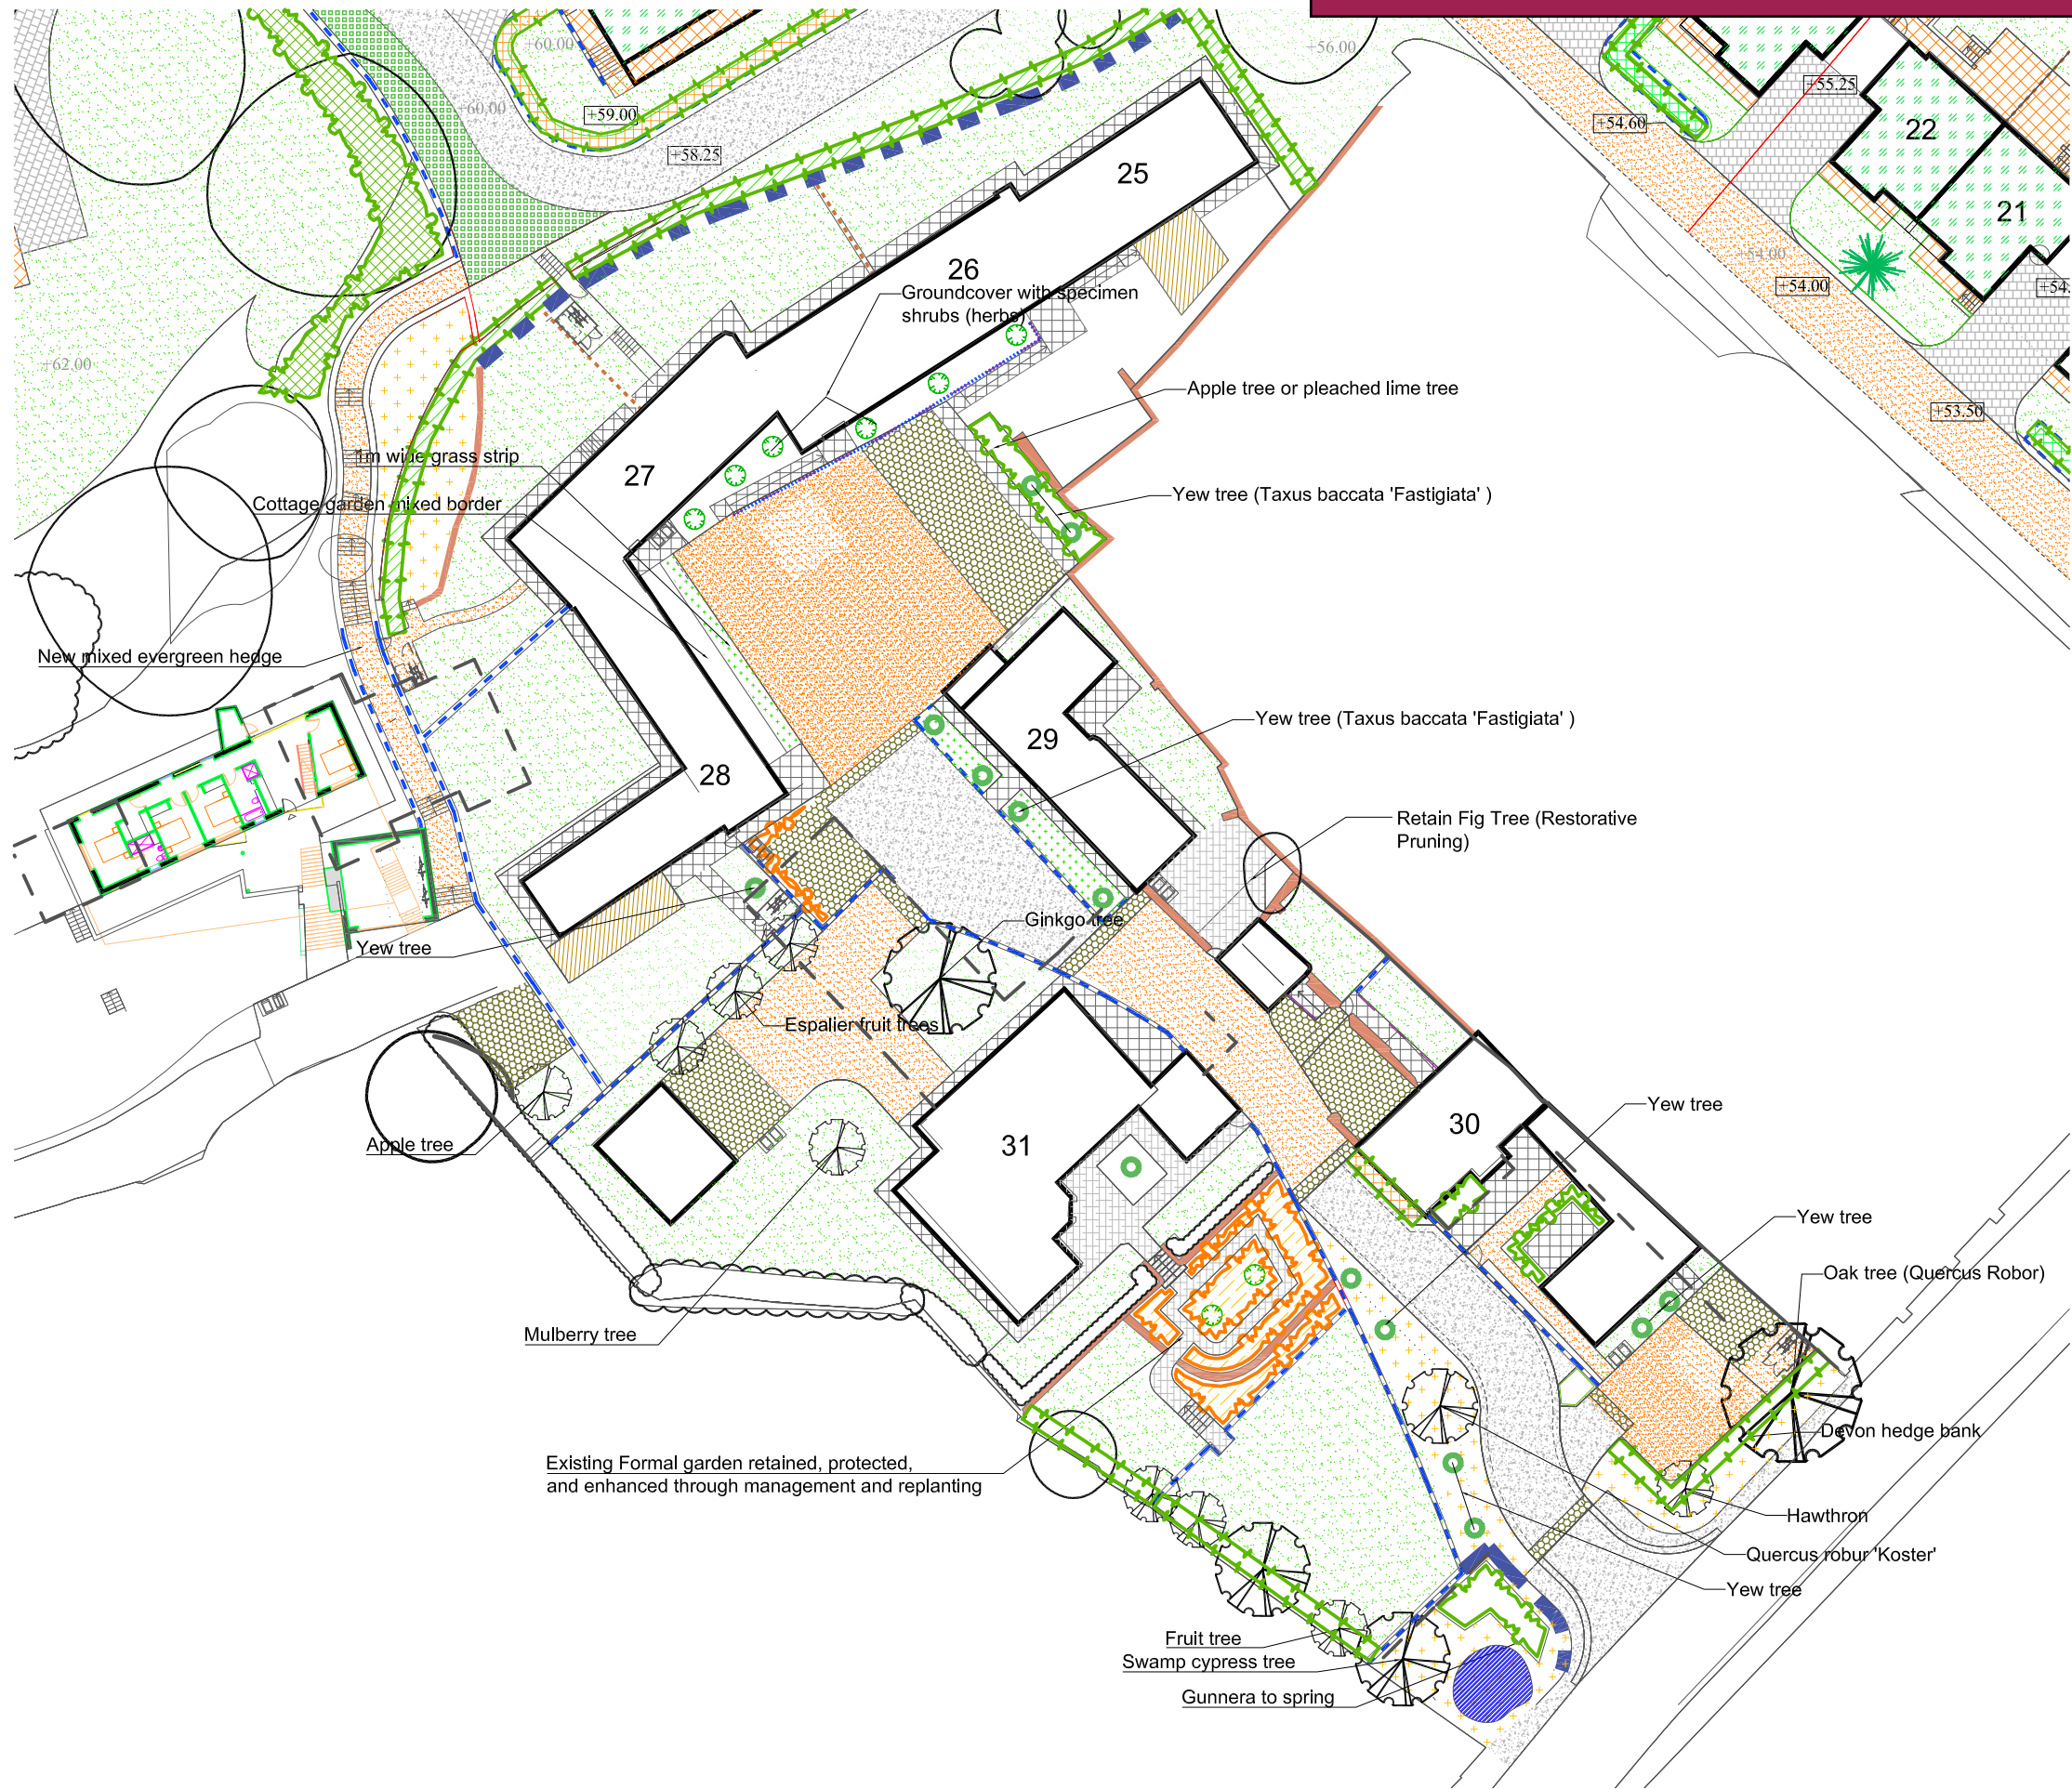 +60.00
+56.00
+60.00
+59.00
+58.25
+55.25
+54.60
22
21
25
26
+54.00
+54.00
+54.
+53.50
+62.00
Groundcover with specimen
shrubs (herbs)
Apple tree or pleached lime tree
27
1m wide grass strip
Cottage garden mixed border
Yew tree (Taxus baccata 'Fastigiata' )
New mixed evergreen hedge
Yew tree (Taxus baccata 'Fastigiata' )
29
28
Retain Fig Tree (Restorative
Pruning)
Ginkgo tree
Yew tree
Espalier fruit trees
Apple tree
31
30
Yew tree
Yew tree
Oak tree (Quercus Robor)
Mulberry tree
Devon hedge bank
Existing Formal garden retained, protected,
and enhanced through management and replanting
Hawthron
Quercus robur 'Koster'
Yew tree
Fruit tree
Swamp cypress tree
Gunnera to spring